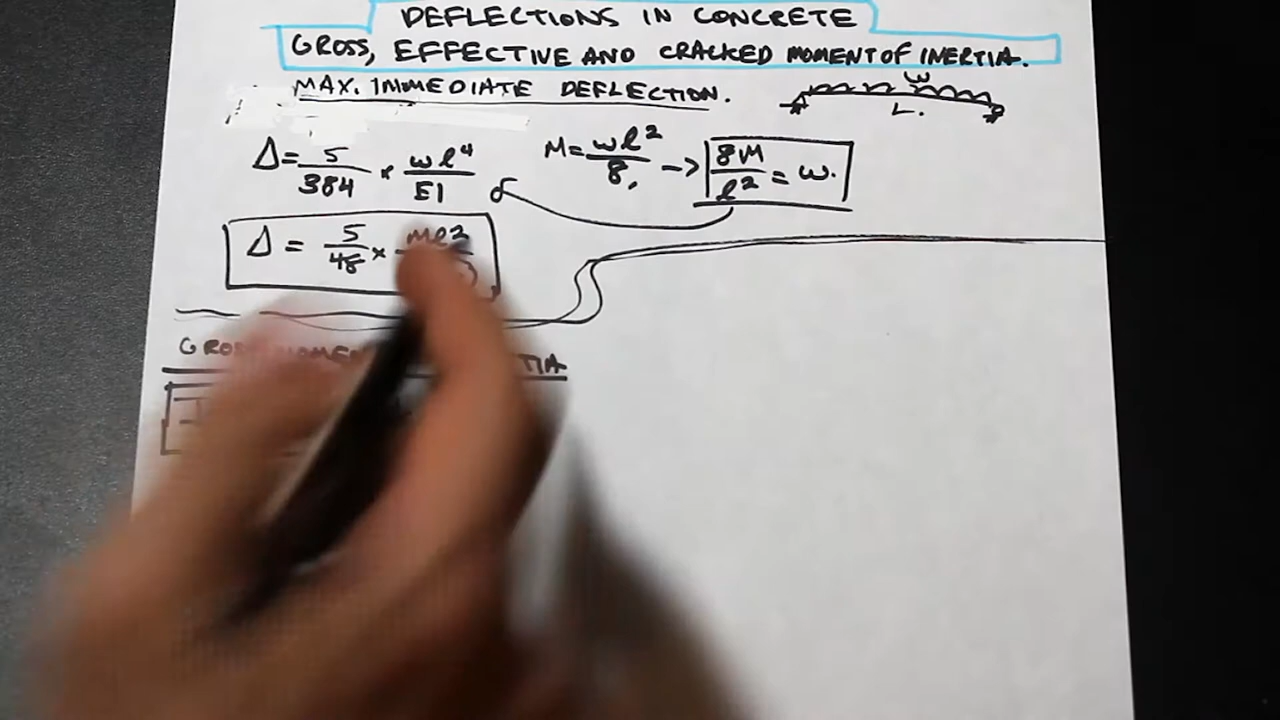 DEFLECTIONS IN CONCRETE
GROSS, EFFECTIVE AND CRACKED MOMENT OF INERTIA.
MAX. IMMEDIATE DEFLECTION.
w
L.
Δ = 5/384 × wl⁴/EI
M = wl²/8, → 8M/l² = w.
Δ = 5/48 × Ml²